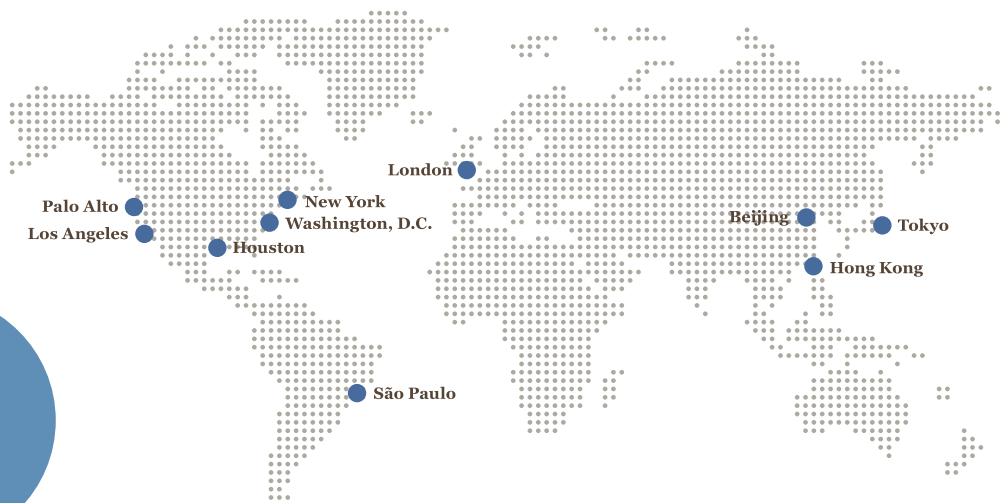 London
New York
Palo Alto
Washington, D.C.
Beijing
Tokyo
Los Angeles
Houston
Hong Kong
São Paulo